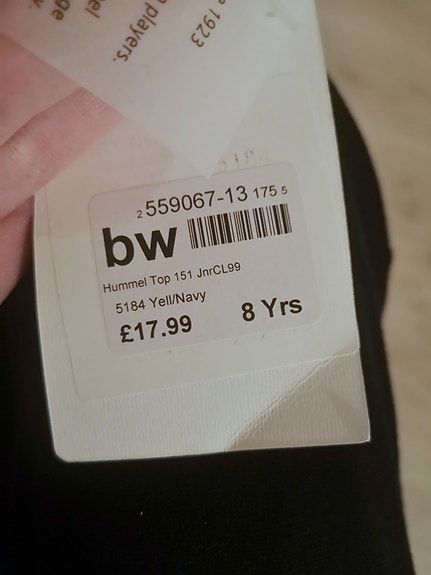 e 1923
players.
2 559067-13 175 5
bw
Hummel Top 151 JnrCL99
5184 Yell/Navy
£17.99 8 Yrs